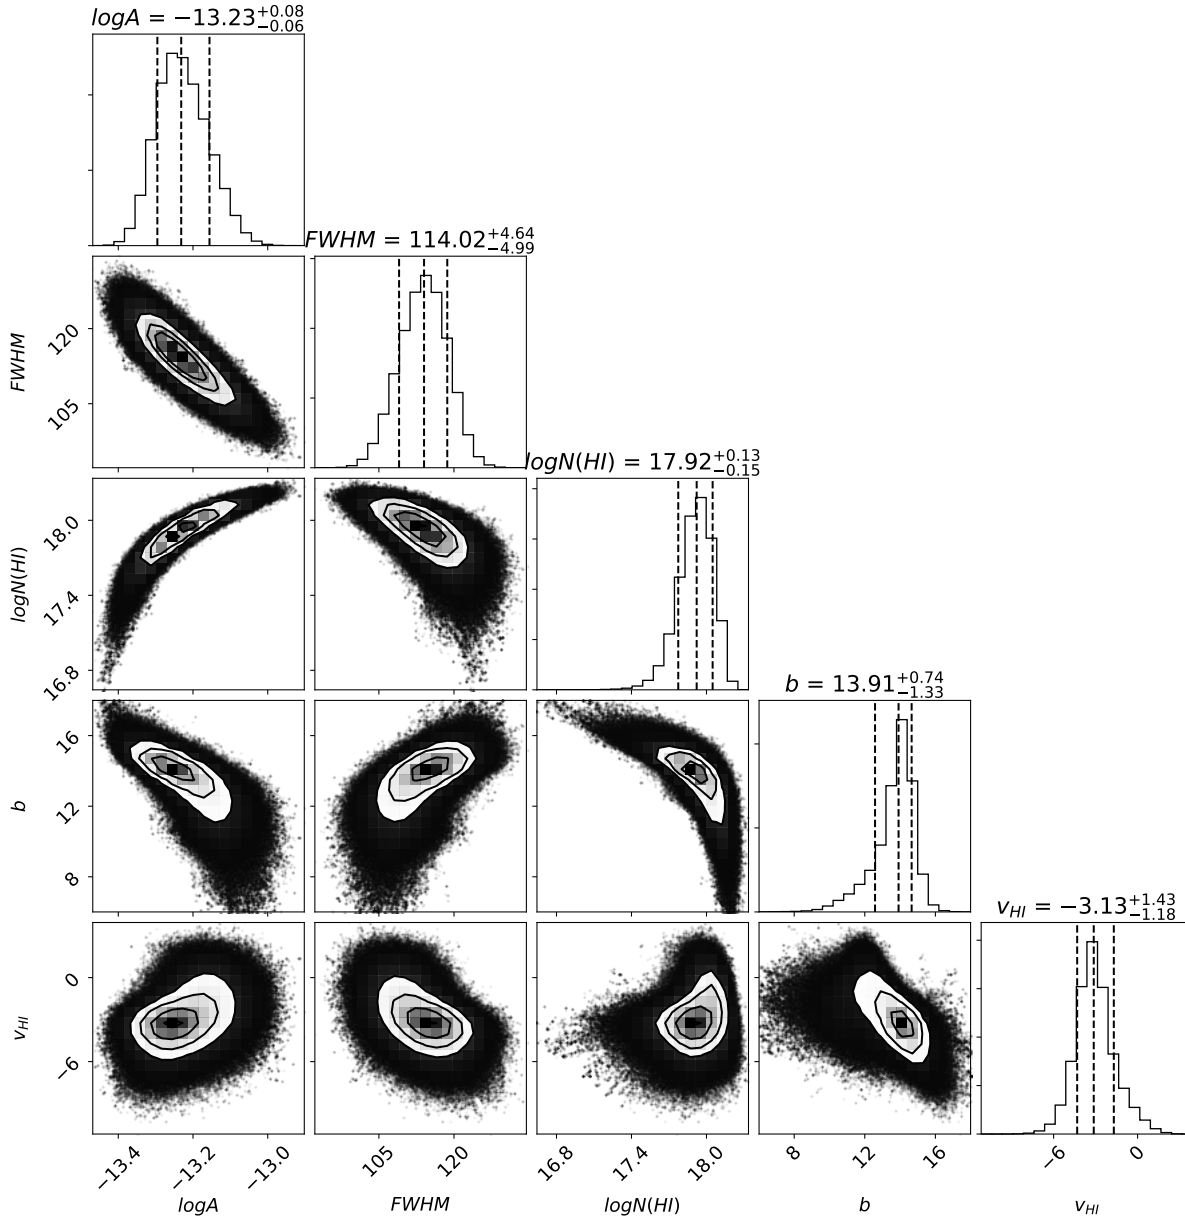 logA = −13.23+0.08−0.06
FWHM = 114.02+4.64−4.99
120
105
FWHM
logN(HI) = 17.92+0.13−0.15
18.0
17.4
16.8
logN(HI)
b = 13.91+0.74−1.33
16
12
8
b
vHI = −3.13+1.43−1.18
0
−6
vHI
−13.4 −13.2 −13.0 105 120 16.8 17.4 18.0 8 12 16 −6 0
logA FWHM logN(HI) b vHI